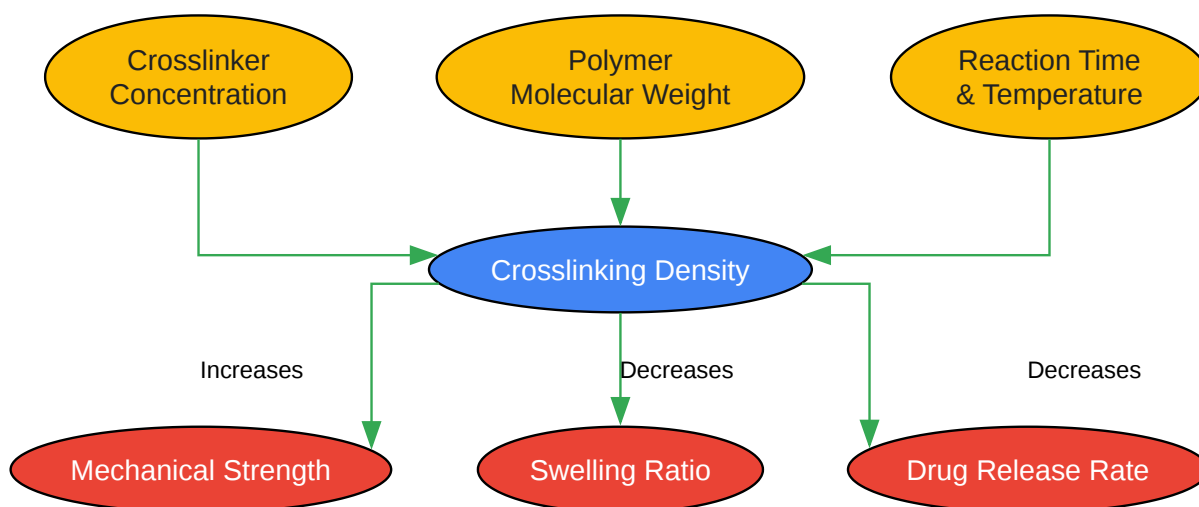 Crosslinker
Concentration
Polymer
Molecular Weight
Reaction Time
& Temperature
Crosslinking Density
Increases
Decreases
Decreases
Mechanical Strength
Swelling Ratio
Drug Release Rate